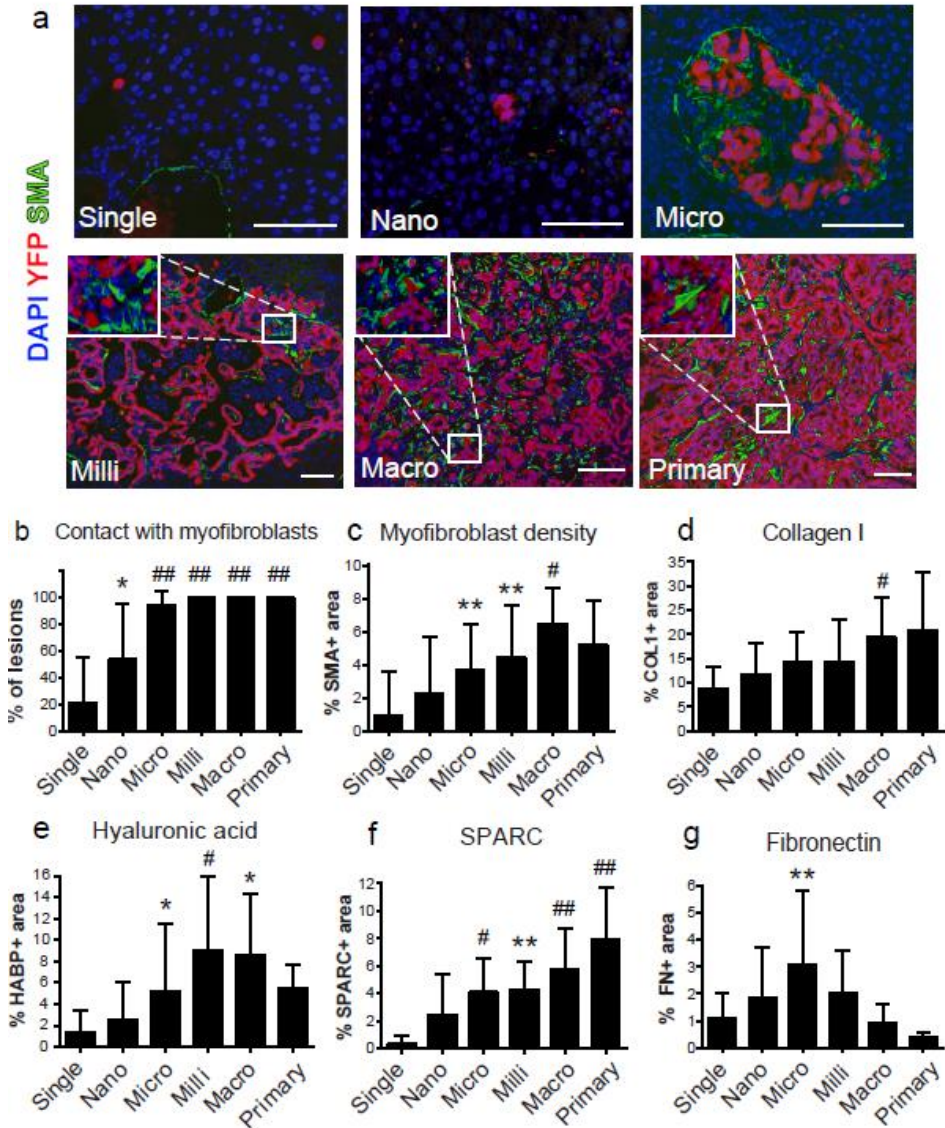 a
DAPI YFP SMA
Single
Nano
Micro
Milli
Macro
Primary
b Contact with myofibroblasts
% of lesions
100
80
60
40
20
0
* ## ## ## ##
Single Nano Micro Milli Macro Primary
c Myofibroblast density
% SMA+ area
10
8
6
4
2
0
** ** #
Single Nano Micro Milli Macro Primary
d Collagen I
% COL1+ area
35
30
25
20
15
10
5
0
#
Single Nano Micro Milli Macro Primary
e Hyaluronic acid
% HABP+ area
16
14
12
10
8
6
4
2
0
* # *
Single Nano Micro Milli Macro Primary
f SPARC
% SPARC+ area
12
10
8
6
4
2
0
# ** ## ##
Single Nano Micro Milli Macro Primary
g Fibronectin
% FN+ area
6
5
4
3
2
1
0
**
Single Nano Micro Milli Macro Primary